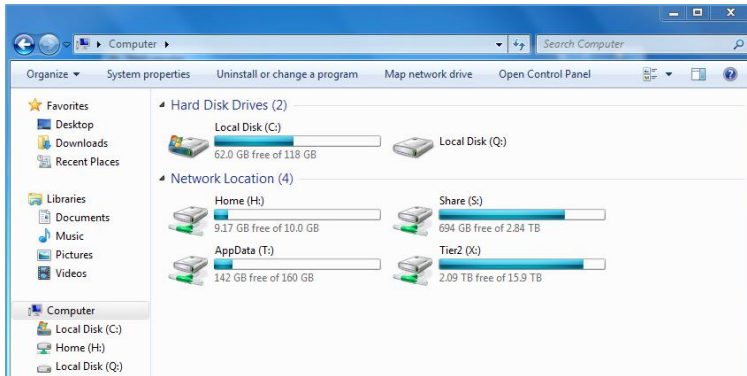 Computer
Search Computer
Organize
System properties
Uninstall or change a program
Map network drive
Open Control Panel
Favorites
Desktop
Downloads
Recent Places
Libraries
Documents
Music
Pictures
Videos
Computer
Local Disk (C:)
Home (H:)
Local Disk (Q:)
Hard Disk Drives (2)
Local Disk (C:)
62.0 GB free of 118 GB
Local Disk (Q:)
Network Location (4)
Home (H:)
9.17 GB free of 10.0 GB
Share (S:)
694 GB free of 2.84 TB
AppData (T:)
142 GB free of 160 GB
Tier2 (X:)
2.09 TB free of 15.9 TB